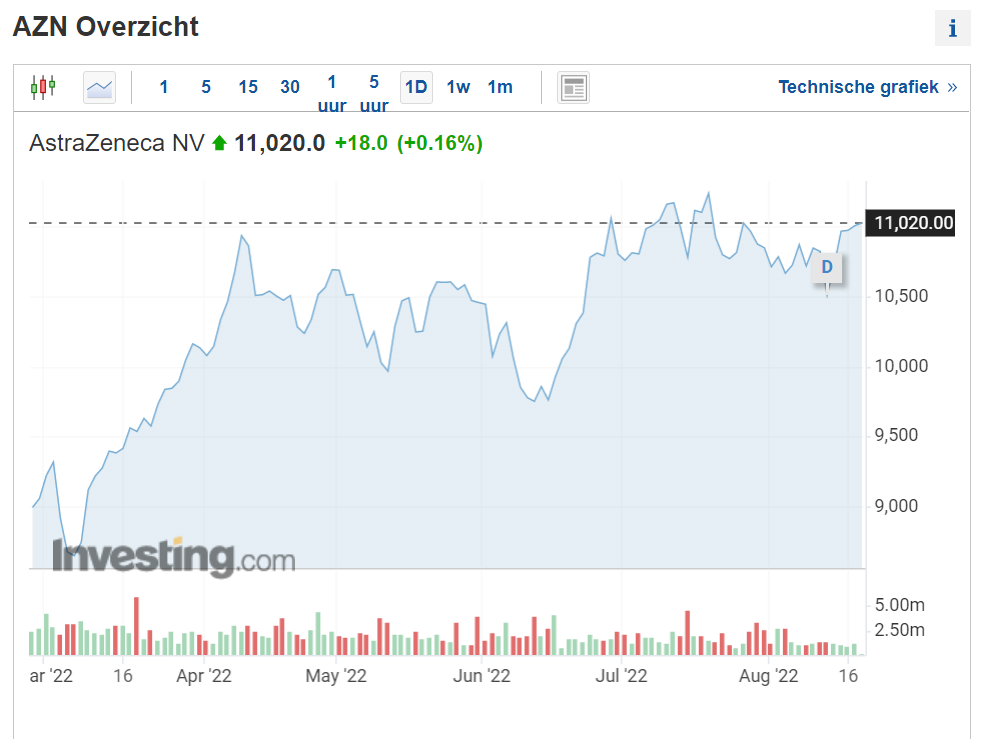 AZN Overzicht
i
1 5 15 30 1 uur 5 uur 1D 1w 1m Technische grafiek »
AstraZeneca NV 11,020.0 +18.0 (+0.16%)
11,020.00
D
10,500
10,000
9,500
9,000
Investing.com
5.00m
2.50m
ar '22 16 Apr '22 May '22 Jun '22 Jul '22 Aug '22 16